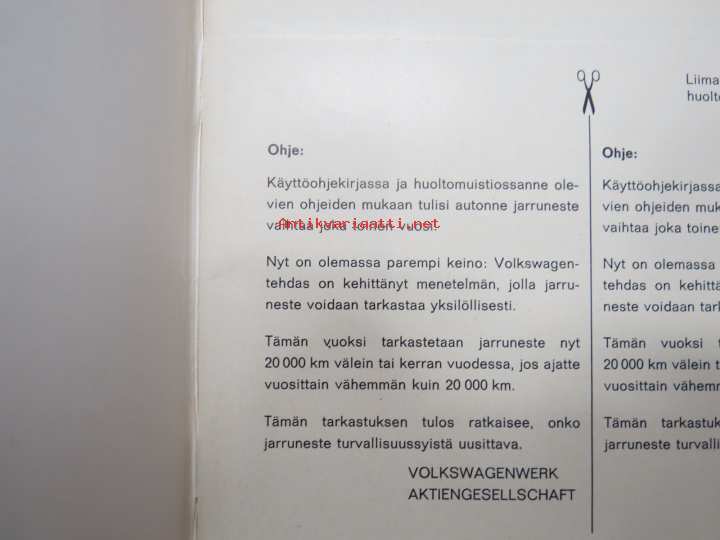 Liima
huolto
Ohje:
Käyttöohjekirjassa ja huoltomuistiossanne ole-
vien ohjeiden mukaan tulisi autonne jarruneste
vaihtaa joka toinen vuosi.
Antikvariaatti.net
Nyt on olemassa parempi keino: Volkswagen-
tehdas on kehittänyt menetelmän, jolla jarru-
neste voidaan tarkastaa yksilöllisesti.
Tämän vuoksi tarkastetaan jarruneste nyt
20 000 km välein tai kerran vuodessa, jos ajatte
vuosittain vähemmän kuin 20 000 km.
Tämän tarkastuksen tulos ratkaisee, onko
jarruneste turvallisuussyistä uusittava.
VOLKSWAGENWERK
AKTIENGESELLSCHAFT
Ohje:
Käyttöohjekirjassa
vien ohjeiden muk
vaihtaa joka toine
Nyt on olemassa
tehdas on kehittä
neste voidaan tark
Tämän vuoksi t
20 000 km välein t
vuosittain vähemm
Tämän tarkastuk
jarruneste turvalli